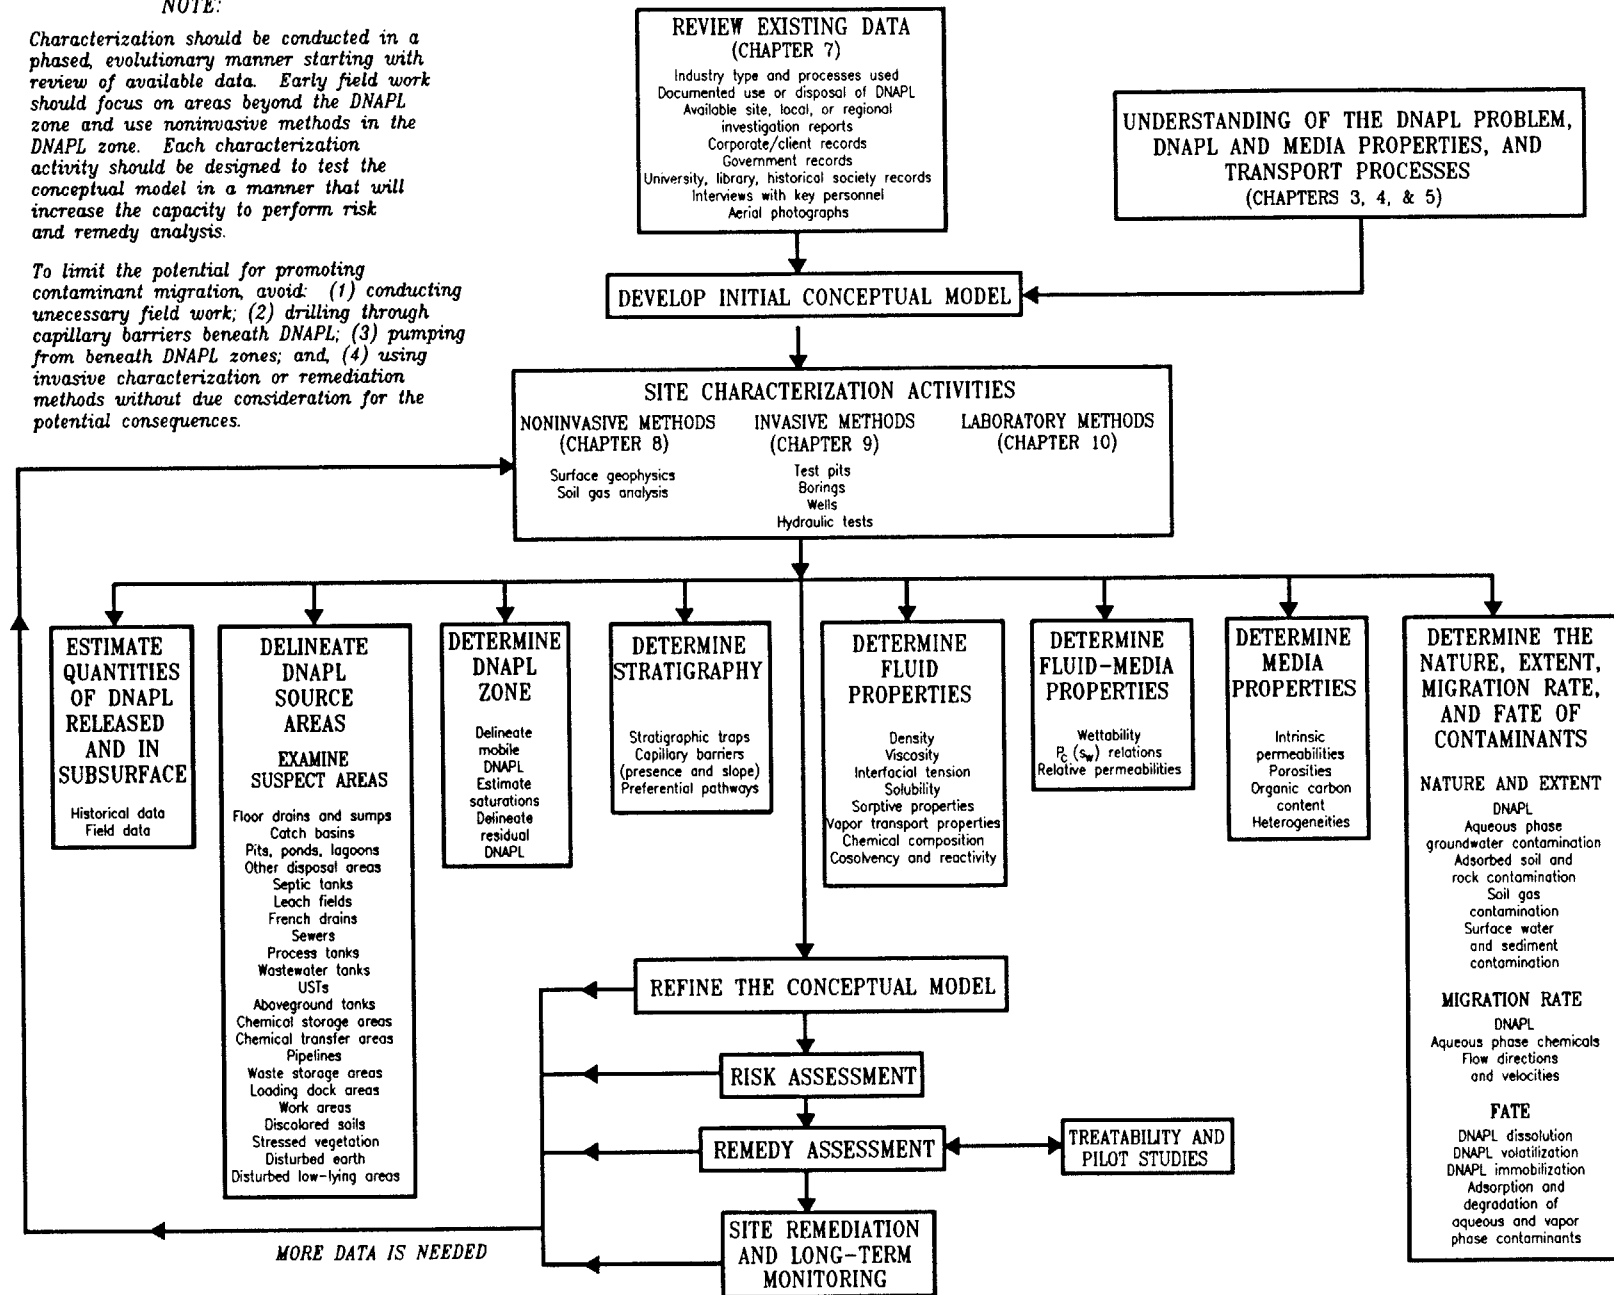 NOTE:
Characterization should be conducted in a
phased, evolutionary manner starting with
review of available data. Early field work
should focus on areas beyond the DNAPL
zone and use noninvasive methods in the
DNAPL zone. Each characterization
activity should be designed to test the
conceptual model in a manner that will
increase the capacity to perform risk
and remedy analysis.
To limit the potential for promoting
contaminant migration, avoid: (1) conducting
unecessary field work; (2) drilling through
capillary barriers beneath DNAPL; (3) pumping
from beneath DNAPL zones; and, (4) using
invasive characterization or remediation
methods without due consideration for the
potential consequences.
REVIEW EXISTING DATA
(CHAPTER 7)
Industry type and processes used
Documented use or disposal of DNAPL
Available site, local, or regional
investigation reports
Corporate/client records
Government records
University, library, historical society records
Interviews with key personnel
Aerial photographs
UNDERSTANDING OF THE DNAPL PROBLEM,
DNAPL AND MEDIA PROPERTIES, AND
TRANSPORT PROCESSES
(CHAPTERS 3, 4, & 5)
DEVELOP INITIAL CONCEPTUAL MODEL
SITE CHARACTERIZATION ACTIVITIES
NONINVASIVE METHODS
(CHAPTER 8)
Surface geophysics
Soil gas analysis
INVASIVE METHODS
(CHAPTER 9)
Test pits
Borings
Wells
Hydraulic tests
LABORATORY METHODS
(CHAPTER 10)
ESTIMATE
QUANTITIES
OF DNAPL
RELEASED
AND IN
SUBSURFACE
Historical data
Field data
DELINEATE
DNAPL
SOURCE
AREAS
EXAMINE
SUSPECT AREAS
Floor drains and sumps
Catch basins
Pits, ponds, lagoons
Other disposal areas
Septic tanks
Leach fields
French drains
Sewers
Process tanks
Wastewater tanks
USTs
Aboveground tanks
Chemical storage areas
Chemical transfer areas
Pipelines
Waste storage areas
Loading dock areas
Work areas
Discolored soils
Stressed vegetation
Disturbed earth
Disturbed low-lying areas
DETERMINE
DNAPL
ZONE
Delineate
mobile
DNAPL
Estimate
saturations
Delineate
residual
DNAPL
DETERMINE
STRATIGRAPHY
Stratigraphic traps
Capillary barriers
(presence and slope)
Preferential pathways
DETERMINE
FLUID
PROPERTIES
Density
Viscosity
Interfacial tension
Solubility
Sorptive properties
Vapor transport properties
Chemical composition
Cosolvency and reactivity
DETERMINE
FLUID-MEDIA
PROPERTIES
Wettability
Pc(sw) relations
Relative permeabilities
DETERMINE
MEDIA
PROPERTIES
Intrinsic
permeabilities
Porosities
Organic carbon
content
Heterogeneities
DETERMINE THE
NATURE, EXTENT,
MIGRATION RATE,
AND FATE OF
CONTAMINANTS
NATURE AND EXTENT
DNAPL
Aqueous phase
groundwater contamination
Adsorbed soil and
rock contamination
Soil gas
contamination
Surface water
and sediment
contamination
MIGRATION RATE
DNAPL
Aqueous phase chemicals
Flow directions
and velocities
FATE
DNAPL dissolution
DNAPL volatilization
DNAPL immobilization
Adsorption and
degradation of
aqueous and vapor
phase contaminants
REFINE THE CONCEPTUAL MODEL
RISK ASSESSMENT
REMEDY ASSESSMENT
TREATABILITY AND
PILOT STUDIES
SITE REMEDIATION
AND LONG-TERM
MONITORING
MORE DATA IS NEEDED